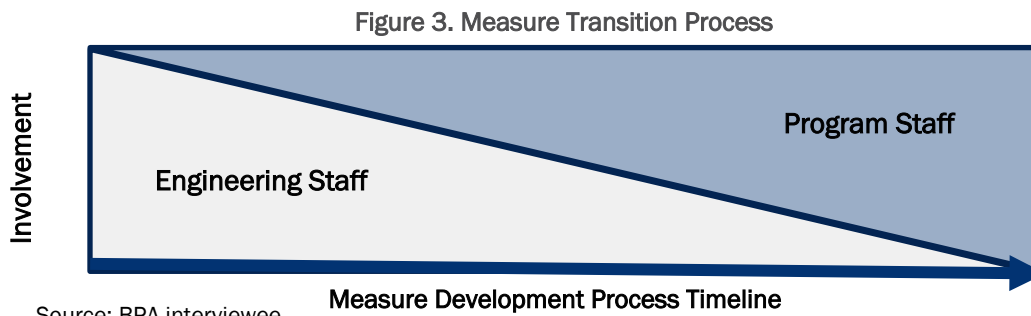 Figure 3. Measure Transition Process
Program Staff
Involvement
Engineering Staff
Measure Development Process Timeline
Source: BPA interviewee